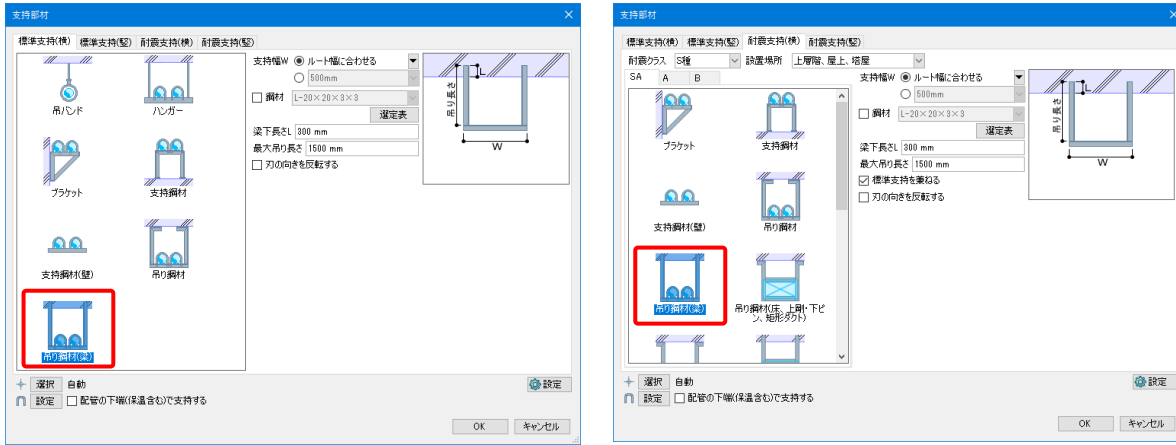 支持部材
標準支持(横) 標準支持(竪) 耐震支持(横) 耐震支持(竪)
吊バンド
ハンガー
ブラケット
支持鋼材
支持鋼材(壁)
吊り鋼材
吊り鋼材(梁)
支持幅W ルート幅に合わせる
500mm
鋼材 L-20×20×3×3
選定表
梁下長さL 300 mm
最大吊り長さ 1500 mm
刃の向きを反転する
吊り長さ
L
W
選択 自動
設定 配管の下端(保温含む)で支持する
設定
OK キャンセル
支持部材
標準支持(横) 標準支持(竪) 耐震支持(横) 耐震支持(竪)
耐震クラス S種 設置場所 上層階、屋上、塔屋
SA A B
ブラケット
支持鋼材
支持鋼材(壁)
吊り鋼材
吊り鋼材(梁)
吊り鋼材(床、上剛・下ピ
ン、矩形ダクト)
支持幅W ルート幅に合わせる
500mm
鋼材 L-20×20×3×3
選定表
梁下長さL 300 mm
最大吊り長さ 1500 mm
標準支持を兼ねる
刃の向きを反転する
吊り長さ
L
W
選択 自動
設定 配管の下端(保温含む)で支持する
設定
OK キャンセル